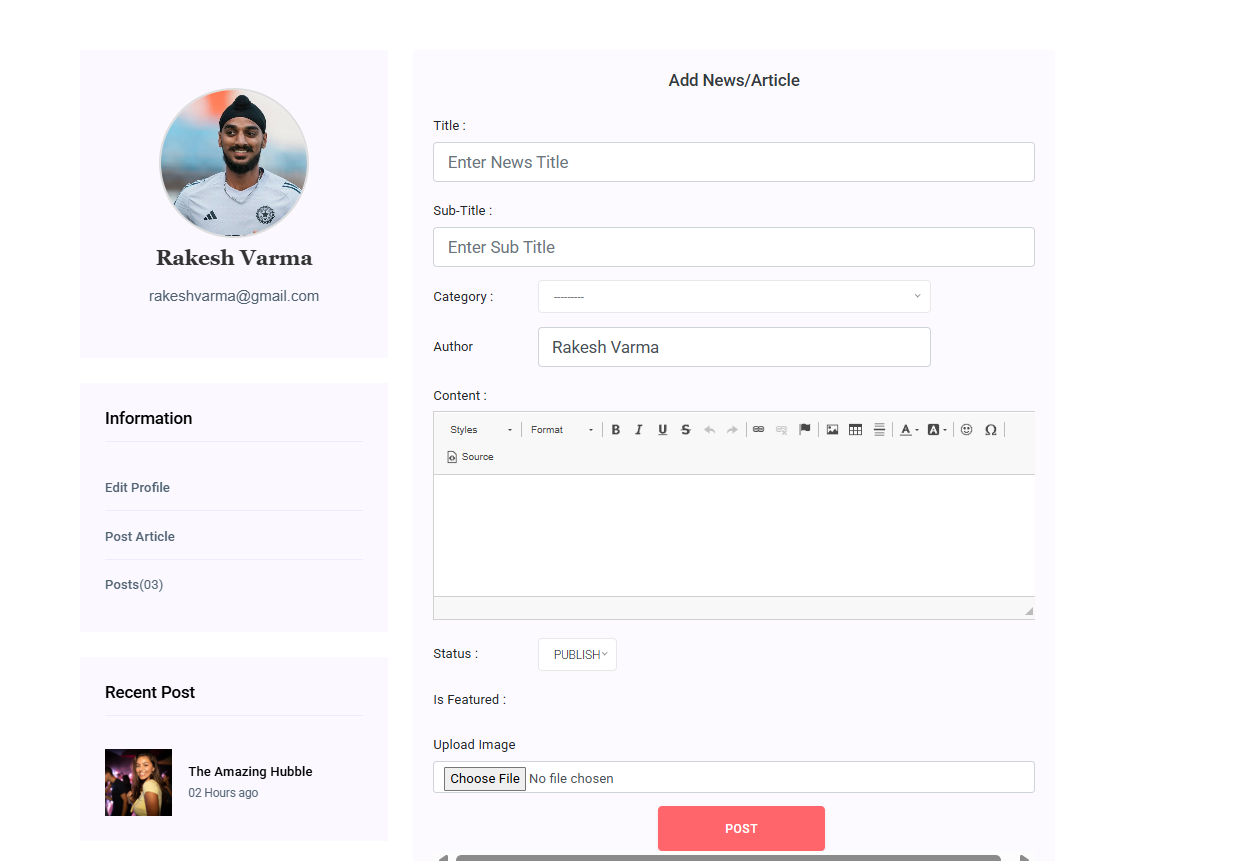 Rakesh Varma
rakeshvarma@gmail.com
Information
Edit Profile
Post Article
Posts(03)
Recent Post
The Amazing Hubble
02 Hours ago
Add News/Article
Title :
Enter News Title
Sub-Title :
Enter Sub Title
Category : ---------
Author Rakesh Varma
Content :
Styles Format B I U S A A Ω
Source
Status : PUBLISH
Is Featured :
Upload Image
Choose File No file chosen
POST